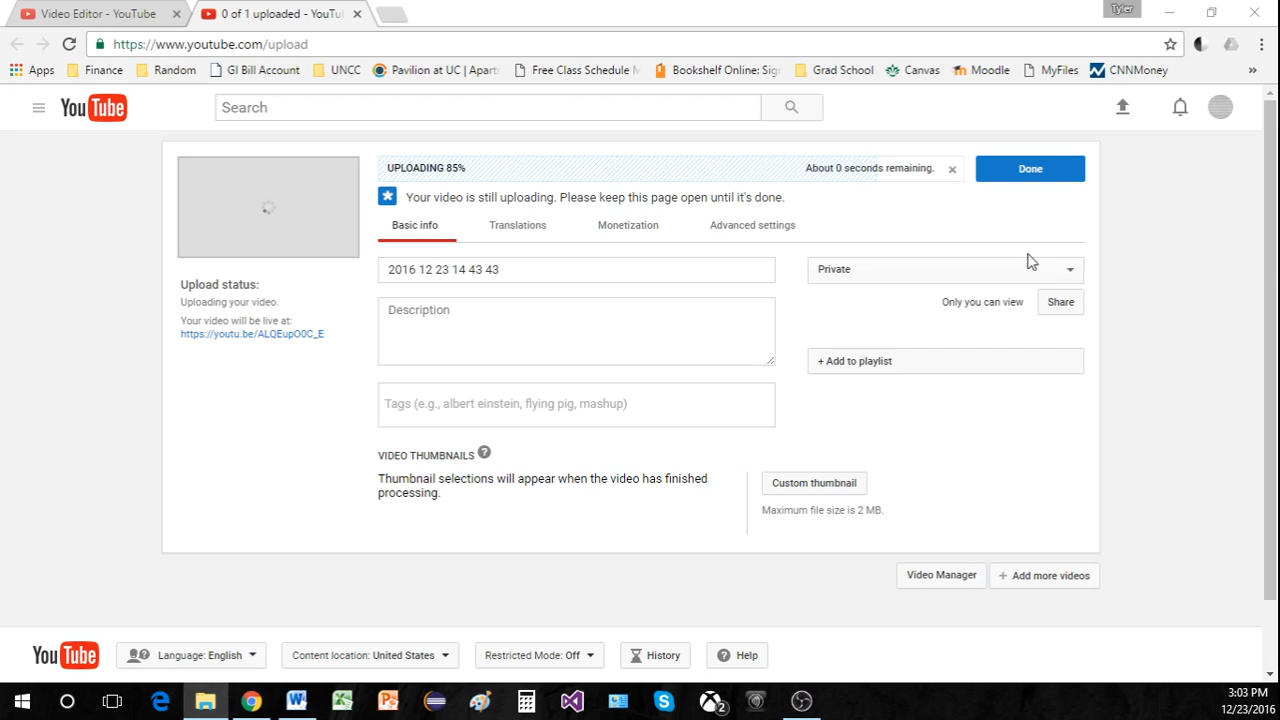 Video Editor - YouTube
0 of 1 uploaded - YouTu
Tyler
https://www.youtube.com/upload
Apps
Finance
Random
GI Bill Account
UNCC
Pavilion at UC | Apart
Free Class Schedule M
Bookshelf Online: Sig
Grad School
Canvas
Moodle
MyFiles
CNNMoney
YouTube
Search
UPLOADING 85%
About 0 seconds remaining.
Done
Your video is still uploading. Please keep this page open until it's done.
Basic info
Translations
Monetization
Advanced settings
2016 12 23 14 43 43
Private
Description
Only you can view
Share
Upload status:
Uploading your video.
Your video will be live at:
https://youtu.be/ALQEupO0C_E
+ Add to playlist
Tags (e.g., albert einstein, flying pig, mashup)
VIDEO THUMBNAILS ?
Thumbnail selections will appear when the video has finished
processing.
Custom thumbnail
Maximum file size is 2 MB.
Video Manager
+ Add more videos
YouTube
Language: English
Content location: United States
Restricted Mode: Off
History
Help
2
3:03 PM
12/23/2016